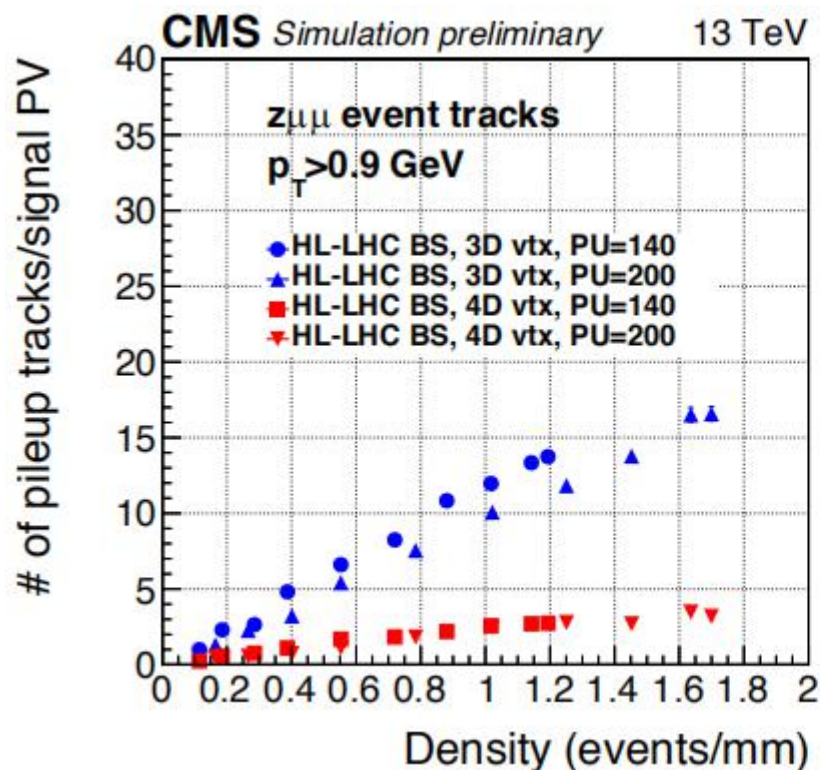 CMS Simulation preliminary 13 TeV
# of pileup tracks/signal PV
40
35
30
25
20
15
10
5
0
zμμ event tracks
p_T>0.9 GeV
HL-LHC BS, 3D vtx, PU=140
HL-LHC BS, 3D vtx, PU=200
HL-LHC BS, 4D vtx, PU=140
HL-LHC BS, 4D vtx, PU=200
0 0.2 0.4 0.6 0.8 1 1.2 1.4 1.6 1.8 2
Density (events/mm)